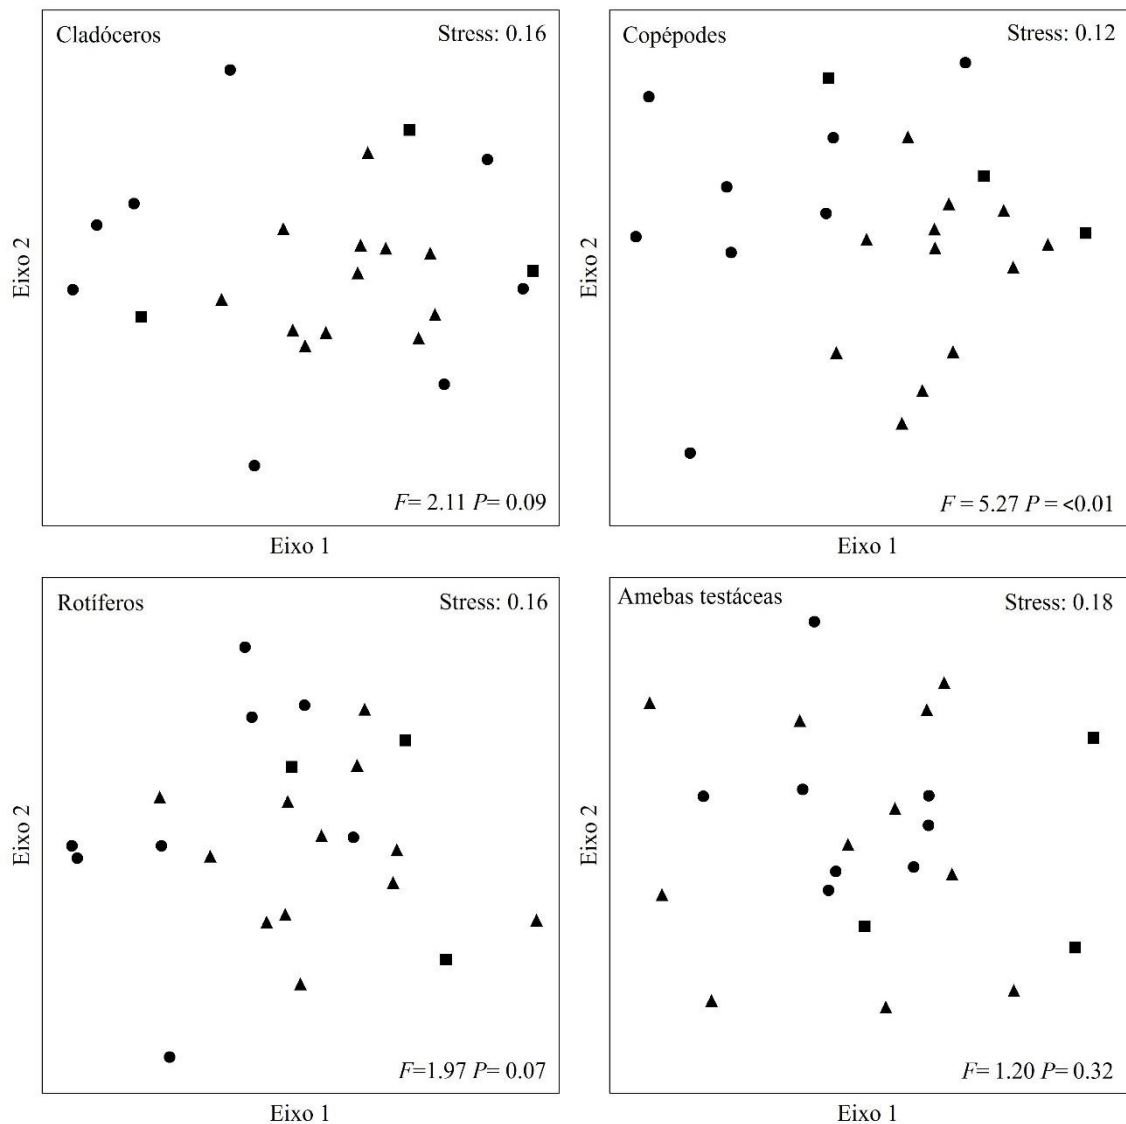 Cladóceros
Stress: 0.16
Eixo 2
F= 2.11 P= 0.09
Eixo 1
Copépodes
Stress: 0.12
Eixo 2
F = 5.27 P = <0.01
Eixo 1
Rotíferos
Stress: 0.16
Eixo 2
F=1.97 P= 0.07
Eixo 1
Amebas testáceas
Stress: 0.18
Eixo 2
F= 1.20 P= 0.32
Eixo 1